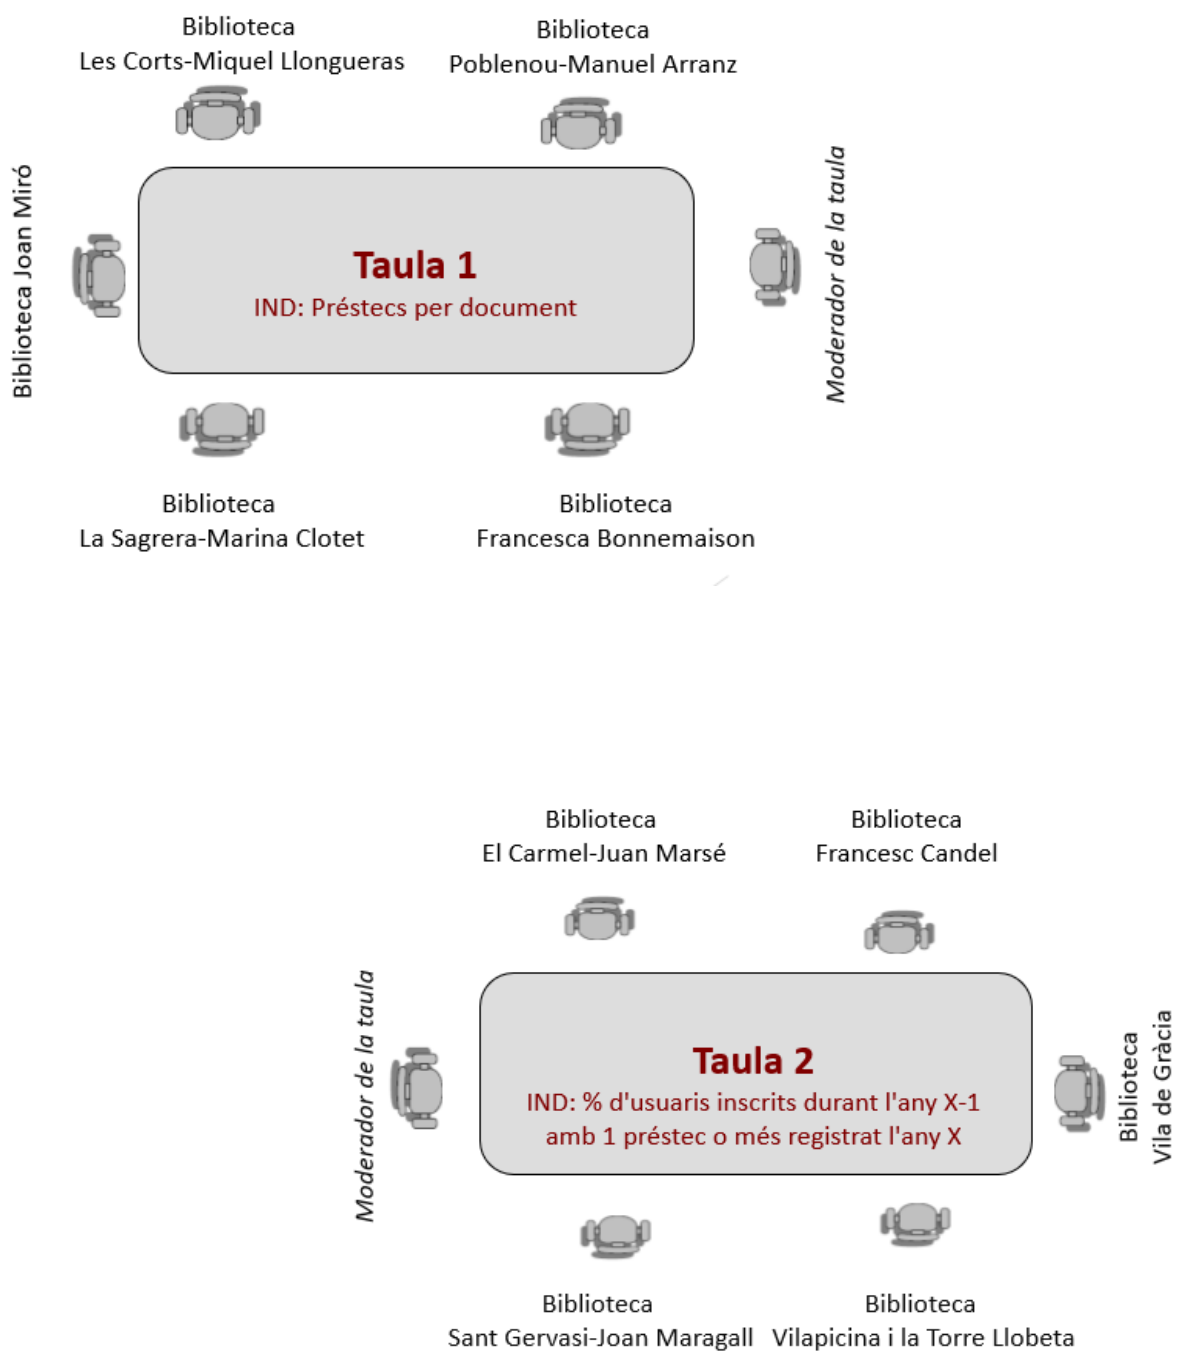 Biblioteca
Les Corts-Miquel Llongueras
Biblioteca
Poblenou-Manuel Arranz
Biblioteca Joan Miró
Taula 1
IND: Préstecs per document
Moderador de la taula
Biblioteca
La Sagrera-Marina Clotet
Biblioteca
Francesca Bonnemaison
Biblioteca
El Carmel-Juan Marsé
Biblioteca
Francesc Candel
Moderador de la taula
Taula 2
IND: % d'usuaris inscrits durant l'any X-1
amb 1 préstec o més registrat l'any X
Biblioteca
Vila de Gràcia
Biblioteca
Sant Gervasi-Joan Maragall
Biblioteca
Vilapicina i la Torre Llobeta